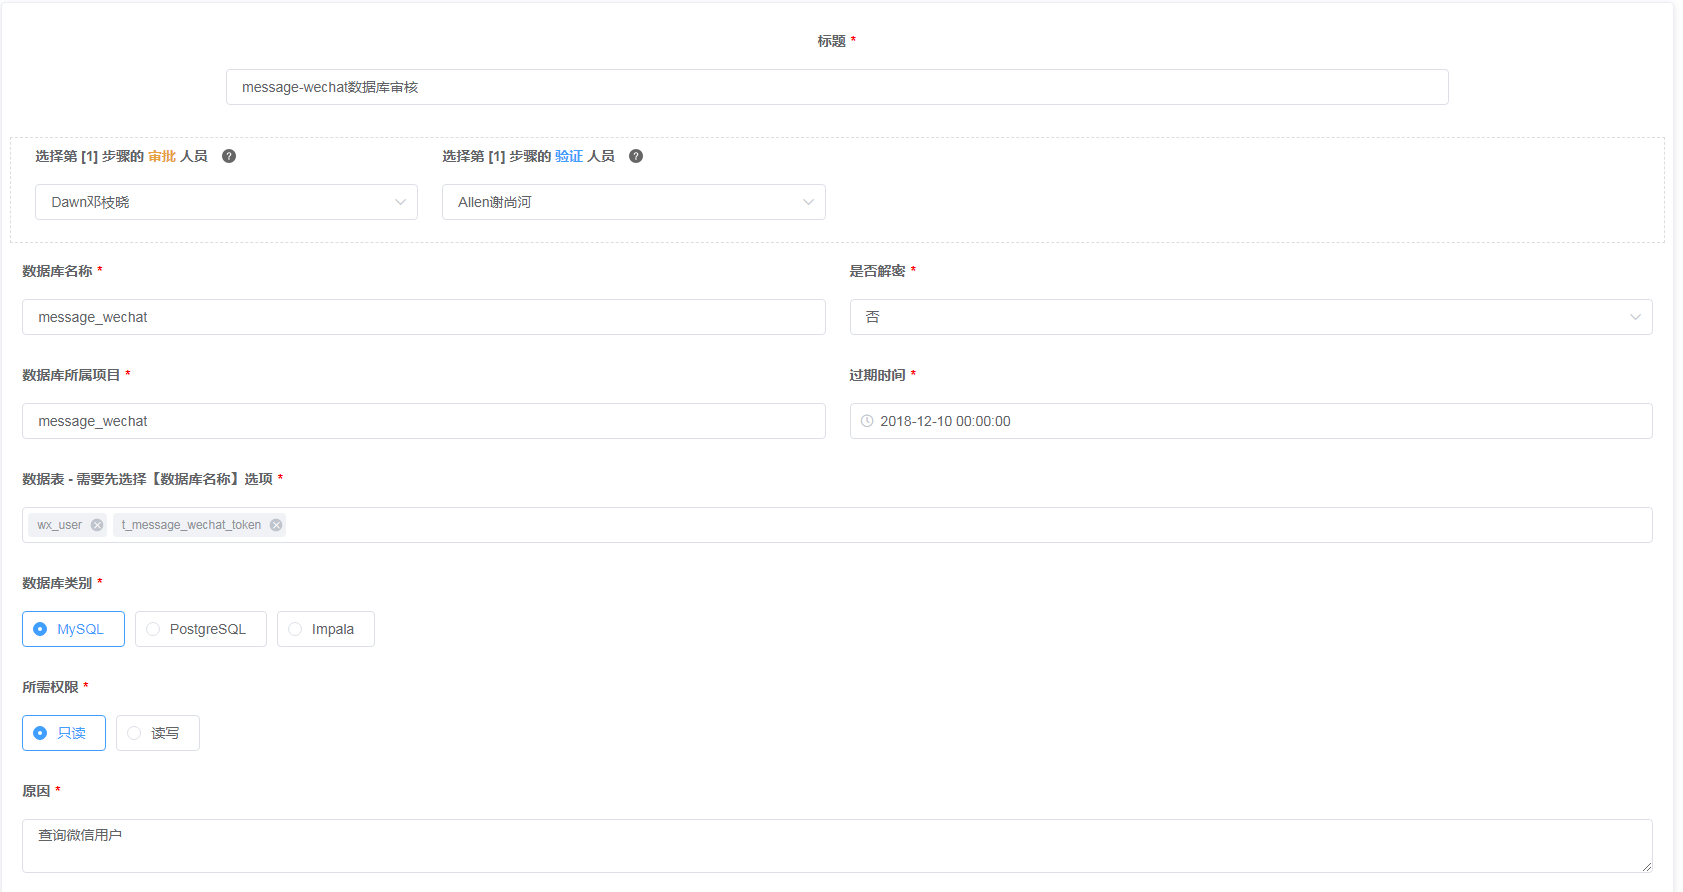 标题 *
message-wechat数据库审核
选择第 [1] 步骤的 审批 人员 ?
选择第 [1] 步骤的 验证 人员 ?
Dawn邓枝晓
Allen谢尚河
数据库名称 *
是否解密 *
message_wechat
否
数据库所属项目 *
过期时间 *
message_wechat
2018-12-10 00:00:00
数据表 - 需要先选择【数据库名称】选项 *
wx_user
t_message_wechat_token
数据库类别 *
MySQL
PostgreSQL
Impala
所需权限 *
只读
读写
原因 *
查询微信用户